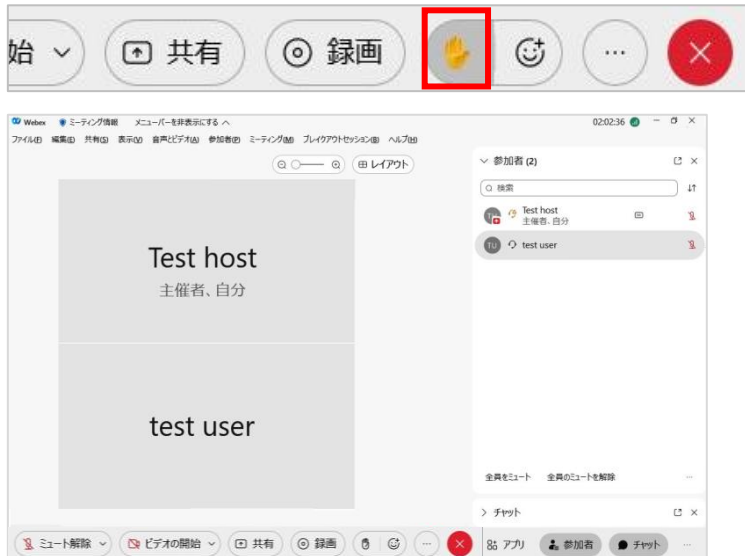 始 共有 録画 ...
Webex ミーティング情報 メニューバーを非表示にする 02:02:36
ファイル(F) 編集(E) 共有(S) 表示(V) 音声とビデオ(A) 参加者(P) ミーティング(M) ブレイクアウトセッション(B) ヘルプ(H)
レイアウト
参加者 (2)
検索
Test host
主催者、自分
TU test user
Test host
主催者、自分
test user
全員をミュート 全員のミュートを解除 ...
チャット
ミュート解除 ビデオの開始 共有 録画 ... アプリ 参加者 チャット ...